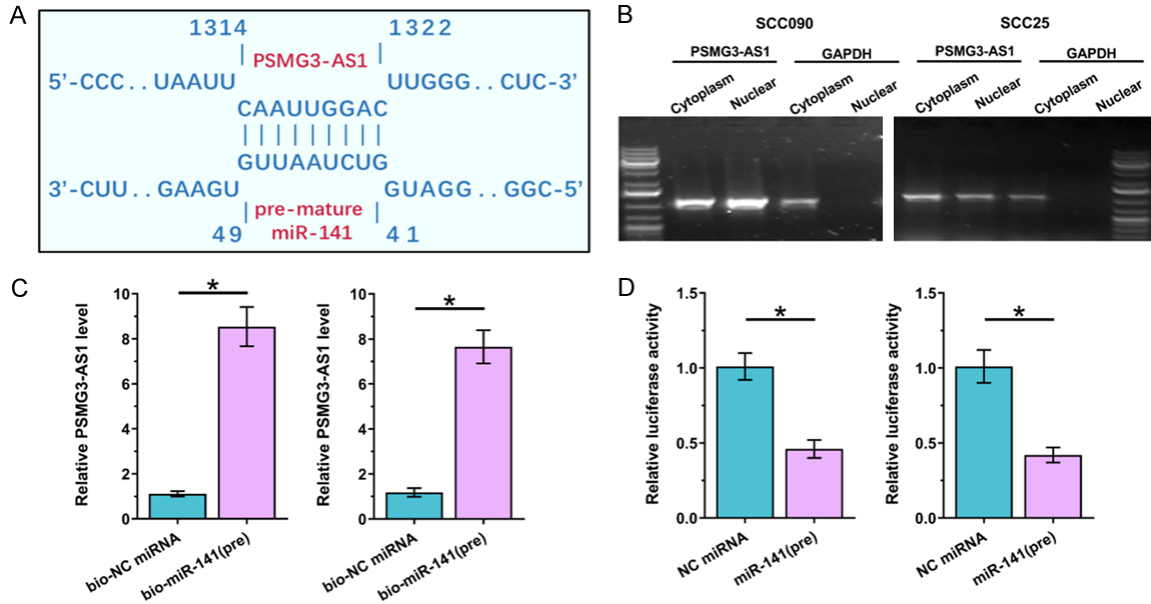 A
1314 1322
PSMG3-AS1
5'-CCC..UAAUU UUGGG..CUC-3'
CAAUUGGAC
GUUAAUCUG
3'-CUU..GAAGU GUAGG..GGC-5'
pre-mature
miR-141
49 41
B
SCC090 SCC25
PSMG3-AS1 GAPDH PSMG3-AS1 GAPDH
Cytoplasm Nuclear Cytoplasm Nuclear Cytoplasm Nuclear Cytoplasm Nuclear
C
Relative PSMG3-AS1 level
10
8
6
4
2
0
*
bio-NC miRNA
bio-miR-141(pre)
Relative PSMG3-AS1 level
10
8
6
4
2
0
*
bio-NC miRNA
bio-miR-141(pre)
D
Relative luciferase activity
1.5
1.0
0.5
0.0
*
NC miRNA
miR-141(pre)
Relative luciferase activity
1.5
1.0
0.5
0.0
*
NC miRNA
miR-141(pre)